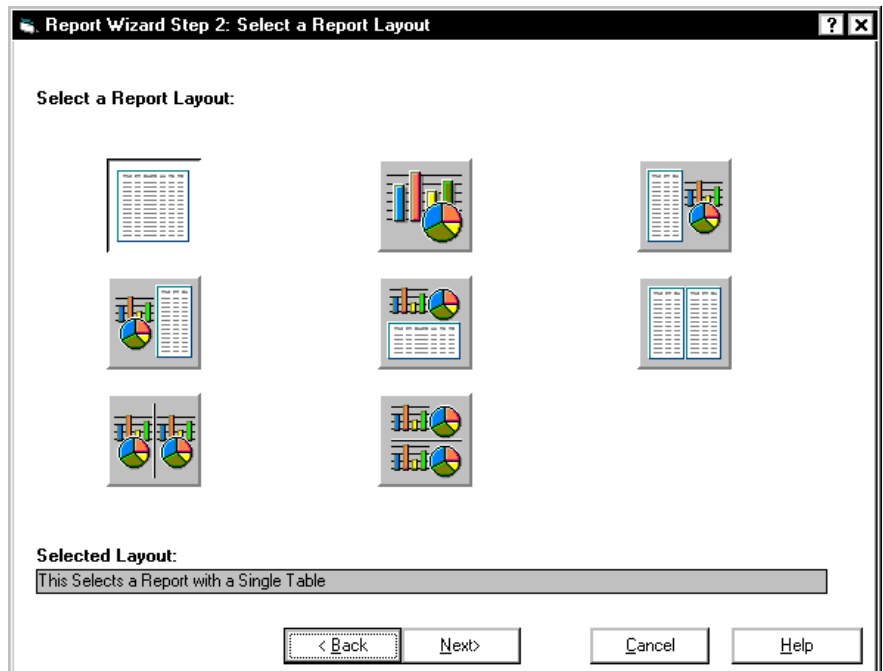 Report Wizard Step 2: Select a Report Layout
Select a Report Layout:
Selected Layout:
This Selects a Report with a Single Table
< Back Next> Cancel Help